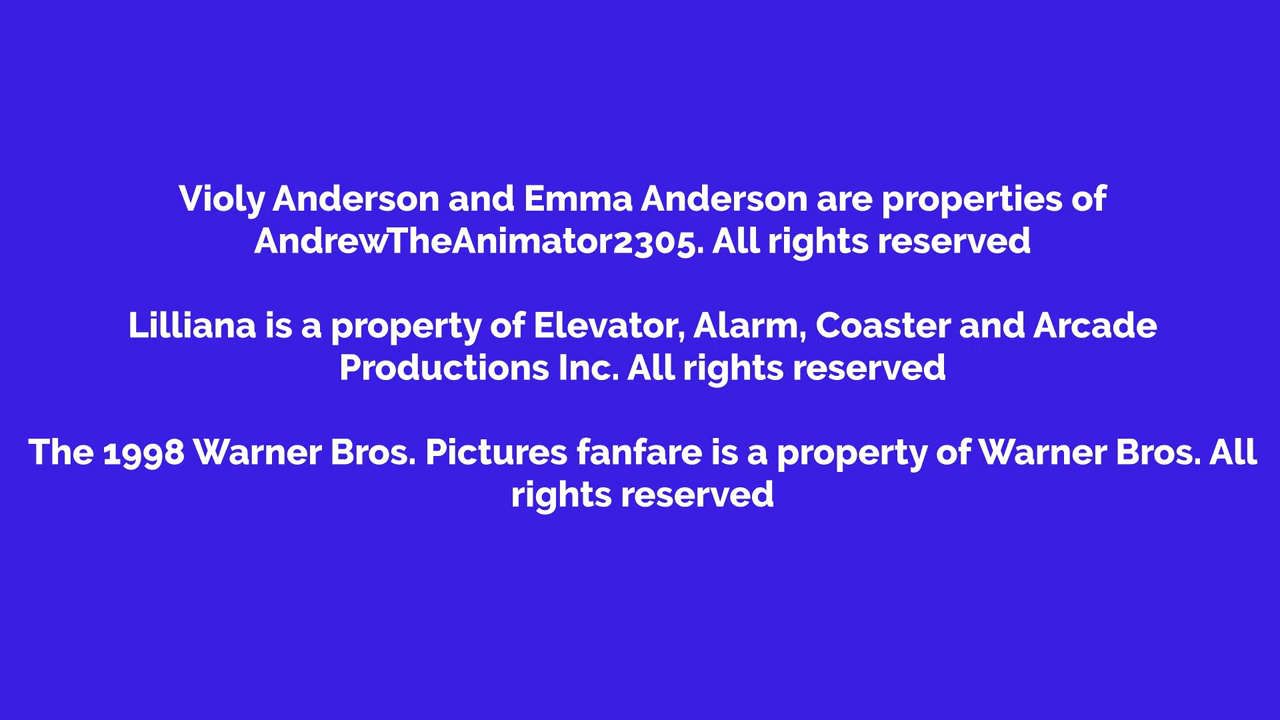 Violy Anderson and Emma Anderson are properties of
AndrewTheAnimator2305. All rights reserved
Lilliana is a property of Elevator, Alarm, Coaster and Arcade
Productions Inc. All rights reserved
The 1998 Warner Bros. Pictures fanfare is a property of Warner Bros. All
rights reserved